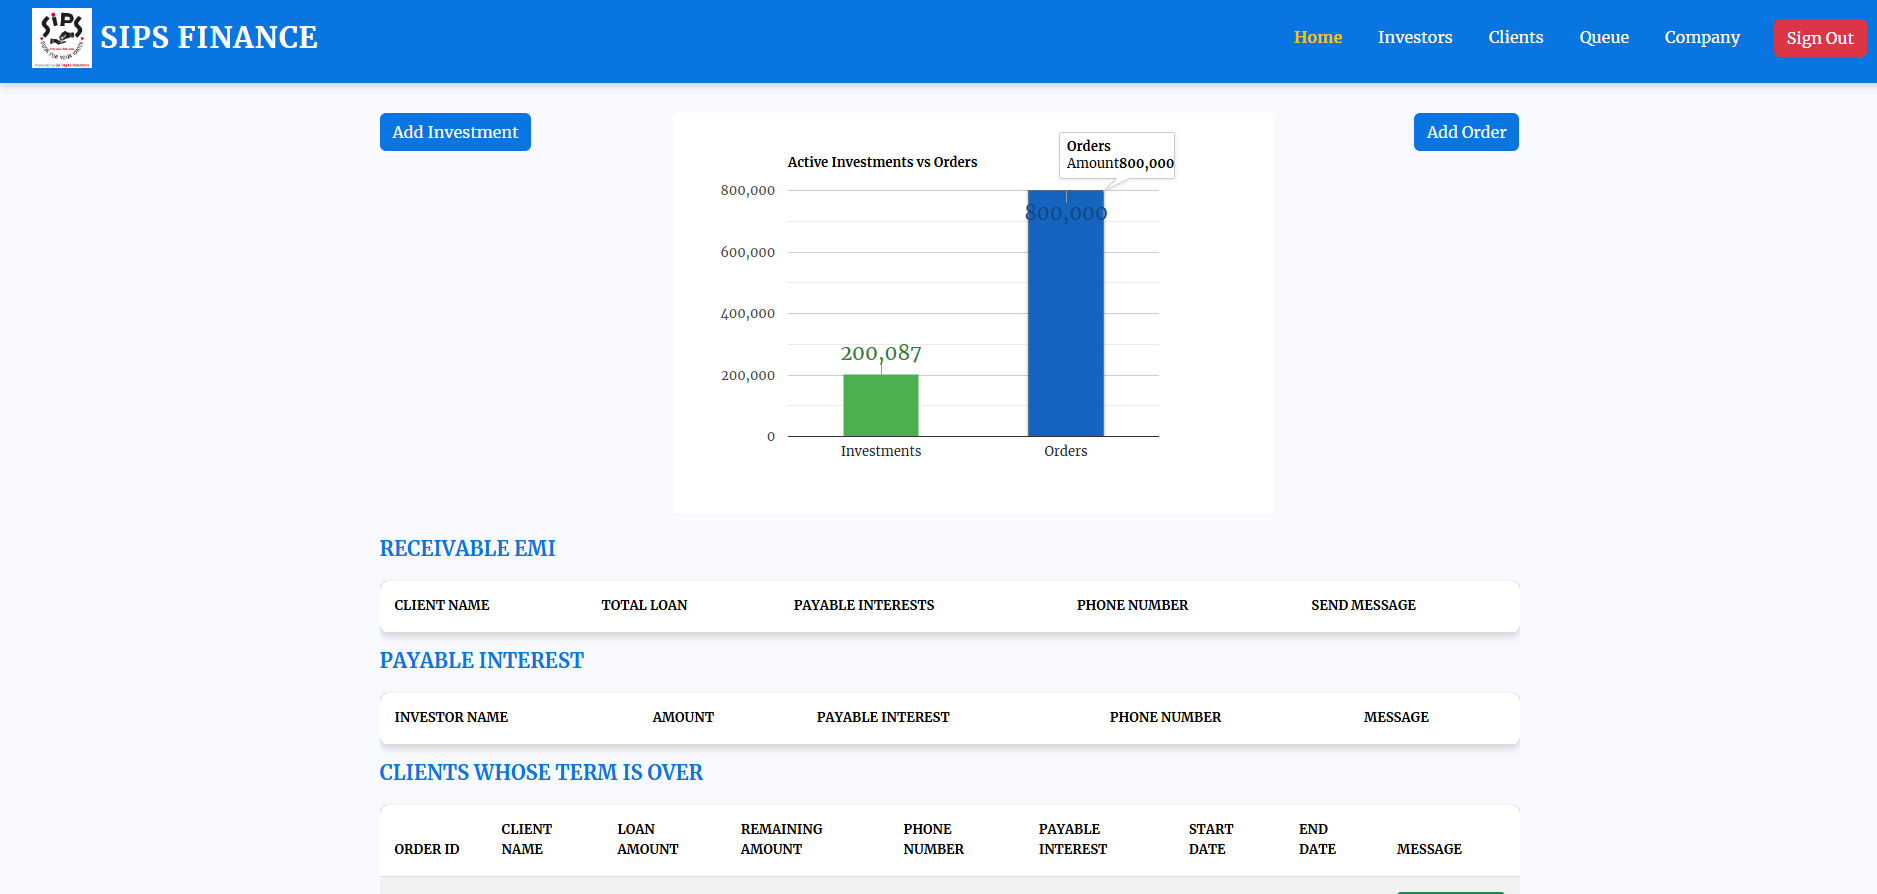 SiPS
SIPS FINANCE
Home
Investors
Clients
Queue
Company
Sign Out
Add Investment
Add Order
Active Investments vs Orders
Orders
Amount800,000
800,000
600,000
400,000
200,000
0
200,087
800,000
Investments
Orders
RECEIVABLE EMI
CLIENT NAME
TOTAL LOAN
PAYABLE INTERESTS
PHONE NUMBER
SEND MESSAGE
PAYABLE INTEREST
INVESTOR NAME
AMOUNT
PAYABLE INTEREST
PHONE NUMBER
MESSAGE
CLIENTS WHOSE TERM IS OVER
ORDER ID
CLIENT
NAME
LOAN
AMOUNT
REMAINING
AMOUNT
PHONE
NUMBER
PAYABLE
INTEREST
START
DATE
END
DATE
MESSAGE